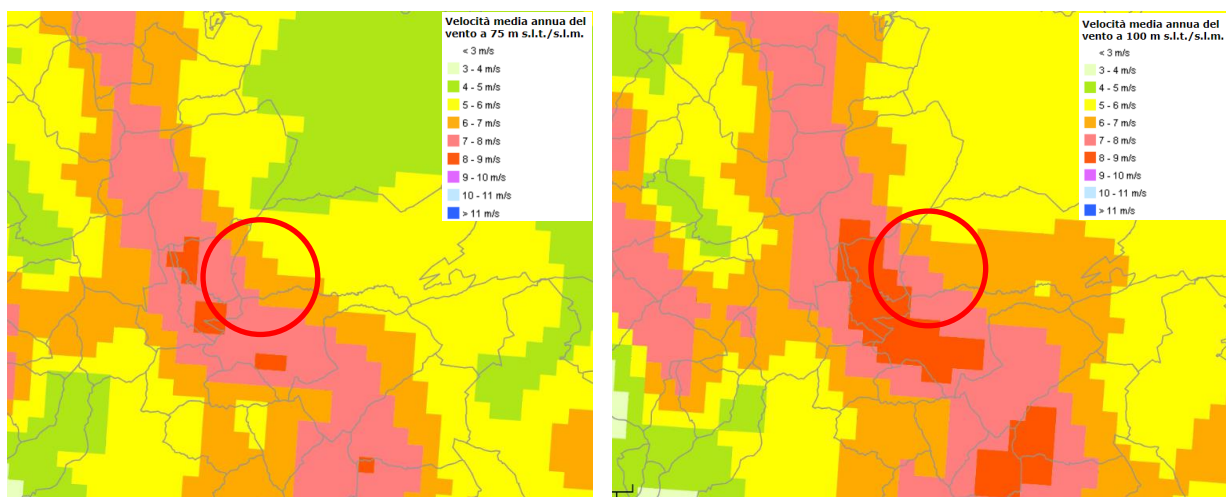 Velocità media annua del
vento a 75 m s.l.t./s.l.m.
< 3 m/s
3 - 4 m/s
4 - 5 m/s
5 - 6 m/s
6 - 7 m/s
7 - 8 m/s
8 - 9 m/s
9 - 10 m/s
10 - 11 m/s
> 11 m/s
Velocità media annua del
vento a 100 m s.l.t./s.l.m.
< 3 m/s
3 - 4 m/s
4 - 5 m/s
5 - 6 m/s
6 - 7 m/s
7 - 8 m/s
8 - 9 m/s
9 - 10 m/s
10 - 11 m/s
> 11 m/s